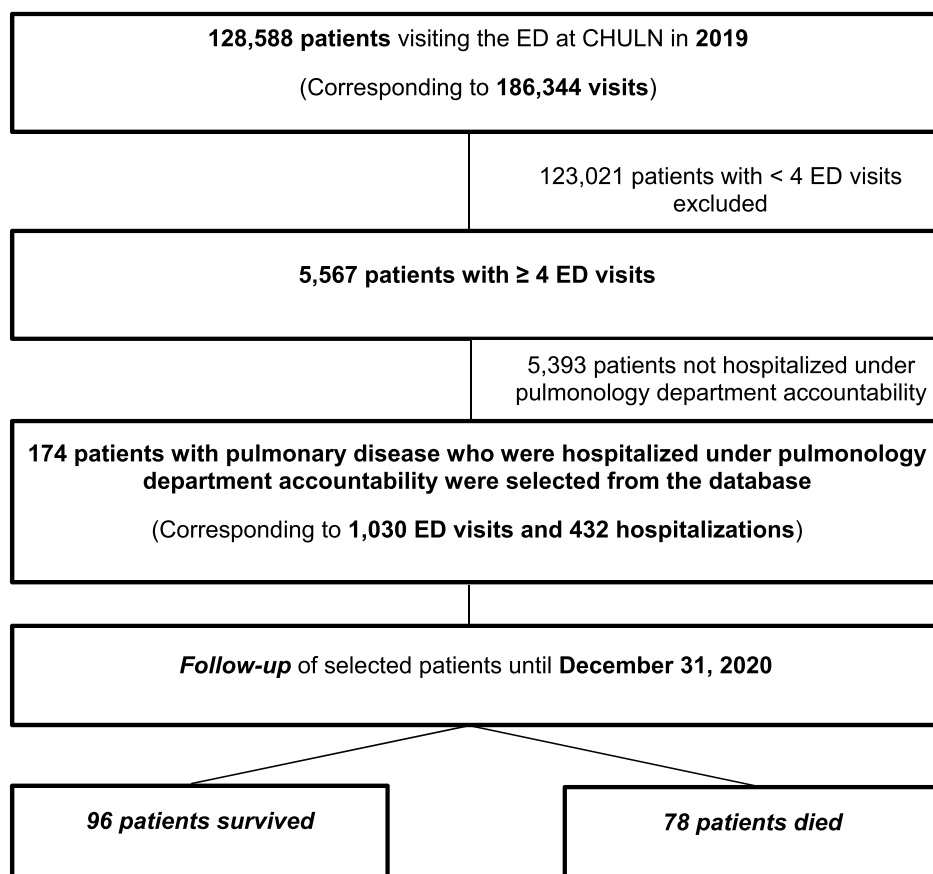 128,588 patients visiting the ED at CHULN in 2019
(Corresponding to 186,344 visits)
123,021 patients with < 4 ED visits
excluded
5,567 patients with ≥ 4 ED visits
5,393 patients not hospitalized under
pulmonology department accountability
174 patients with pulmonary disease who were hospitalized under pulmonology
department accountability were selected from the database
(Corresponding to 1,030 ED visits and 432 hospitalizations)
Follow-up of selected patients until December 31, 2020
96 patients survived
78 patients died